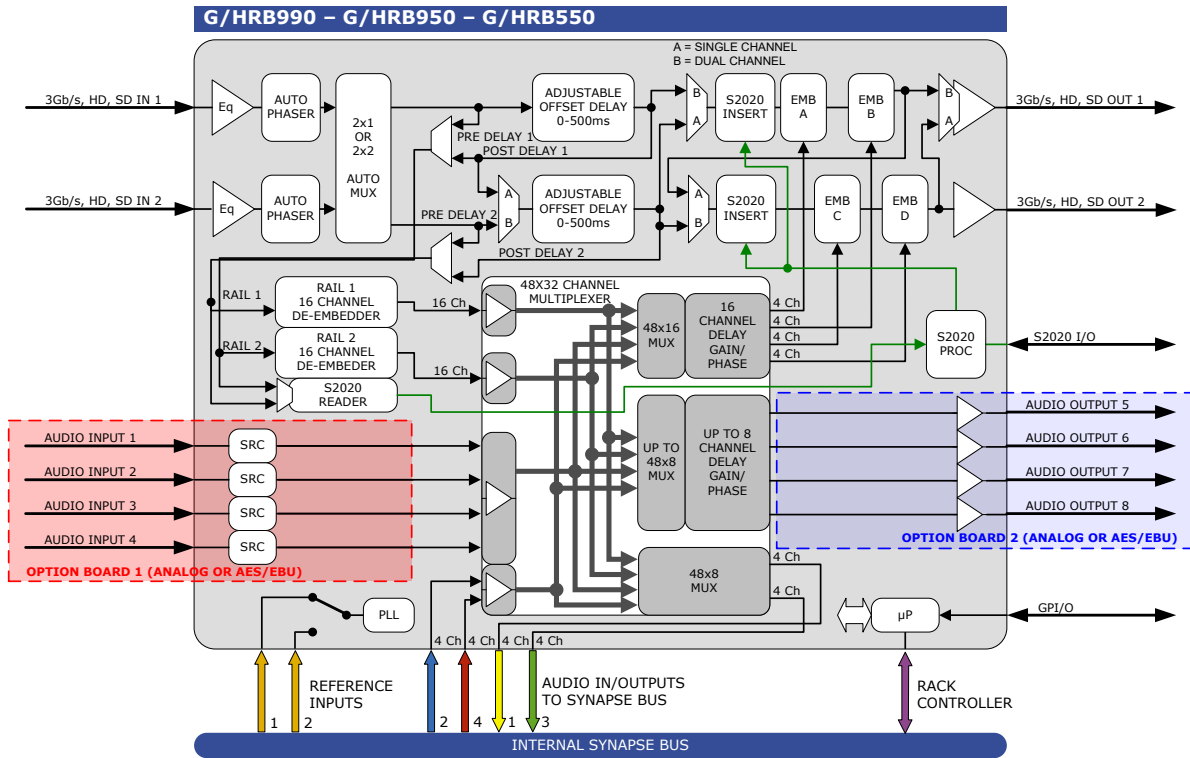 G/HRB990 – G/HRB950 – G/HRB550
A = SINGLE CHANNEL
B = DUAL CHANNEL
3Gb/s, HD, SD IN 1
Eq
AUTO
PHASER
2x1
OR
2x2
AUTO
MUX
PRE DELAY 1
POST DELAY 1
ADJUSTABLE
OFFSET DELAY
0-500ms
B
A
S2020
INSERT
EMB
A
EMB
B
B
A
3Gb/s, HD, SD OUT 1
3Gb/s, HD, SD IN 2
Eq
AUTO
PHASER
PRE DELAY 2
POST DELAY 2
A
B
ADJUSTABLE
OFFSET DELAY
0-500ms
A
B
S2020
INSERT
EMB
C
EMB
D
3Gb/s, HD, SD OUT 2
RAIL 1
RAIL 1
16 CHANNEL
DE-EMBEDDER
16 Ch
RAIL 2
RAIL 2
16 CHANNEL
DE-EMBEDER
16 Ch
S2020
READER
48X32 CHANNEL
MULTIPLEXER
48x16
MUX
16
CHANNEL
DELAY
GAIN/
PHASE
4 Ch
4 Ch
4 Ch
4 Ch
S2020
PROC
S2020 I/O
UP TO
48x8
MUX
UP TO 8
CHANNEL
DELAY
GAIN/
PHASE
AUDIO OUTPUT 5
AUDIO OUTPUT 6
AUDIO OUTPUT 7
AUDIO OUTPUT 8
OPTION BOARD 2 (ANALOG OR AES/EBU)
AUDIO INPUT 1
SRC
AUDIO INPUT 2
SRC
AUDIO INPUT 3
SRC
AUDIO INPUT 4
SRC
OPTION BOARD 1 (ANALOG OR AES/EBU)
48x8
MUX
4 Ch
4 Ch
PLL
µP
GPI/O
4 Ch
4 Ch
4 Ch
4 Ch
REFERENCE
INPUTS
1
2
2
4
1
3
AUDIO IN/OUTPUTS
TO SYNAPSE BUS
RACK
CONTROLLER
INTERNAL SYNAPSE BUS